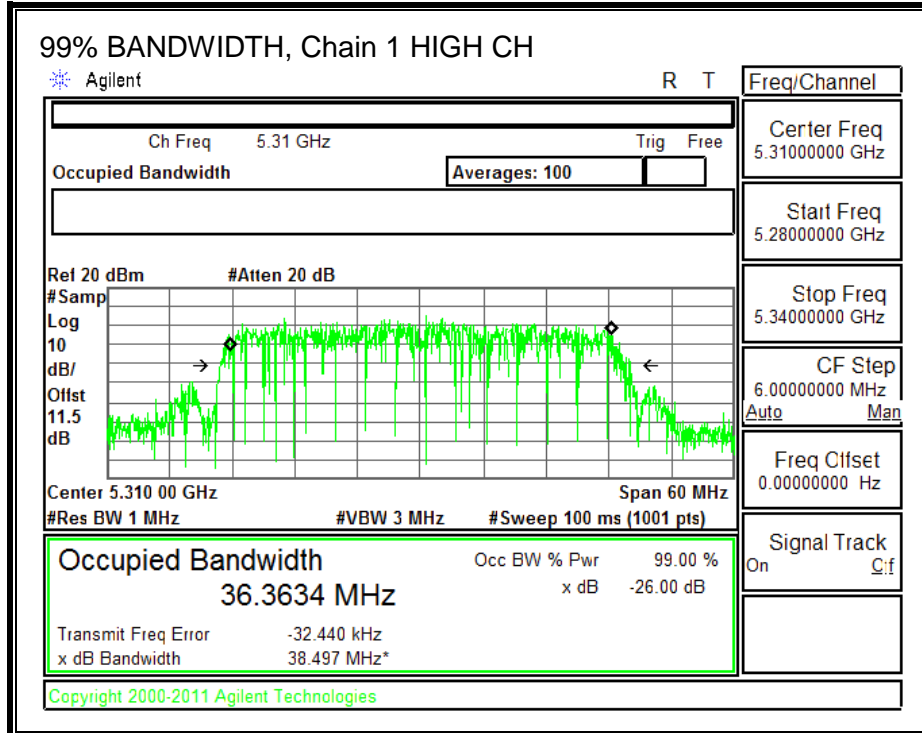 99% BANDWIDTH, Chain 1 HIGH CH
Agilent R T
Ch Freq 5.31 GHz Trig Free
Occupied Bandwidth Averages: 100
Ref 20 dBm #Atten 20 dB
#Samp
Log
10
dB/
Offst
11.5
dB
Center 5.310 00 GHz Span 60 MHz
#Res BW 1 MHz #VBW 3 MHz #Sweep 100 ms (1001 pts)
Occupied Bandwidth Occ BW % Pwr 99.00 %
36.3634 MHz x dB -26.00 dB
Transmit Freq Error -32.440 kHz
x dB Bandwidth 38.497 MHz*
Copyright 2000-2011 Agilent Technologies
Freq/Channel
Center Freq
5.31000000 GHz
Start Freq
5.28000000 GHz
Stop Freq
5.34000000 GHz
CF Step
6.00000000 MHz
Auto Man
Freq Offset
0.00000000 Hz
Signal Track
On Off